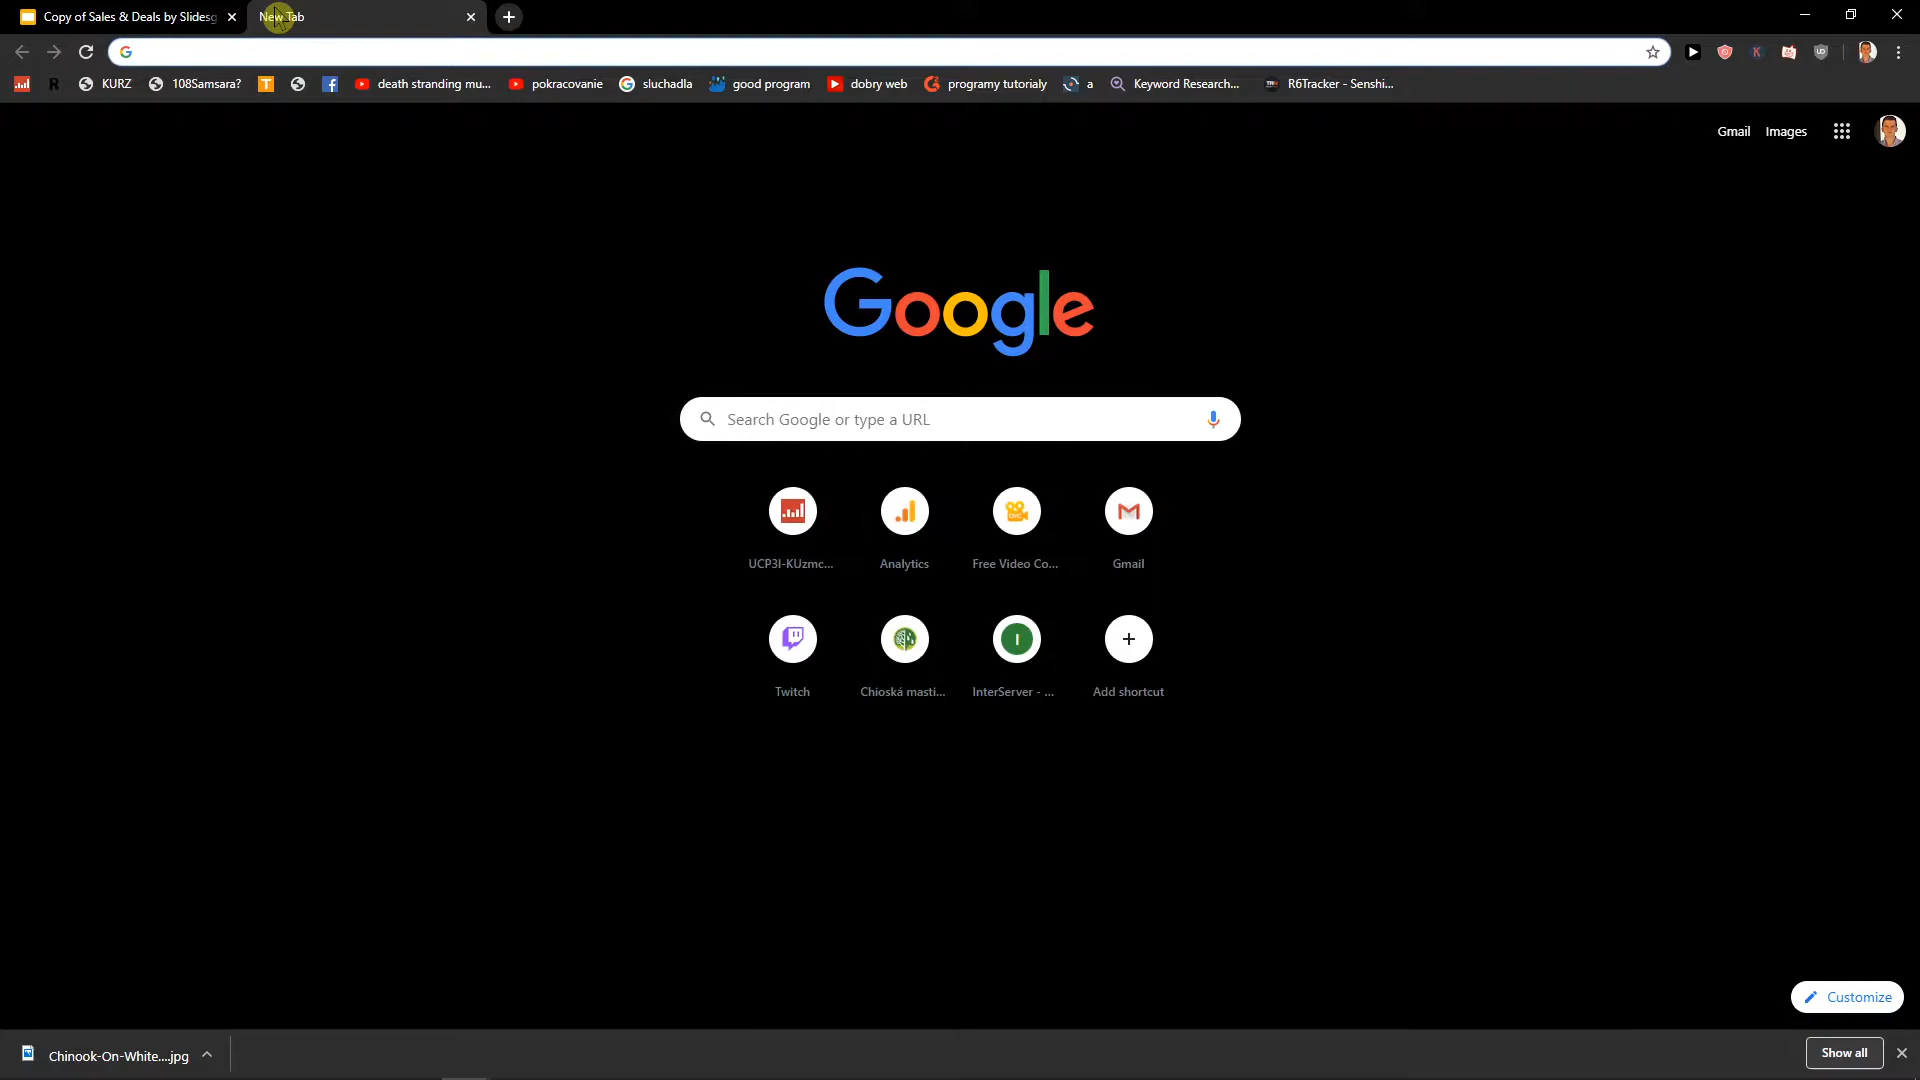 Copy of Sales & Deals by Slidesg
New Tab
KURZ
108Samsara?
death stranding mu...
pokracovanie
sluchadla
good program
dobry web
programy tutorialy
a
Keyword Research...
R6Tracker - Senshi...
Gmail
Images
Google
Search Google or type a URL
UCP3I-KUzmc...
Analytics
Free Video Co...
Gmail
Twitch
Chioská masti...
InterServer - ...
Add shortcut
Customize
Chinook-On-White....jpg
Show all